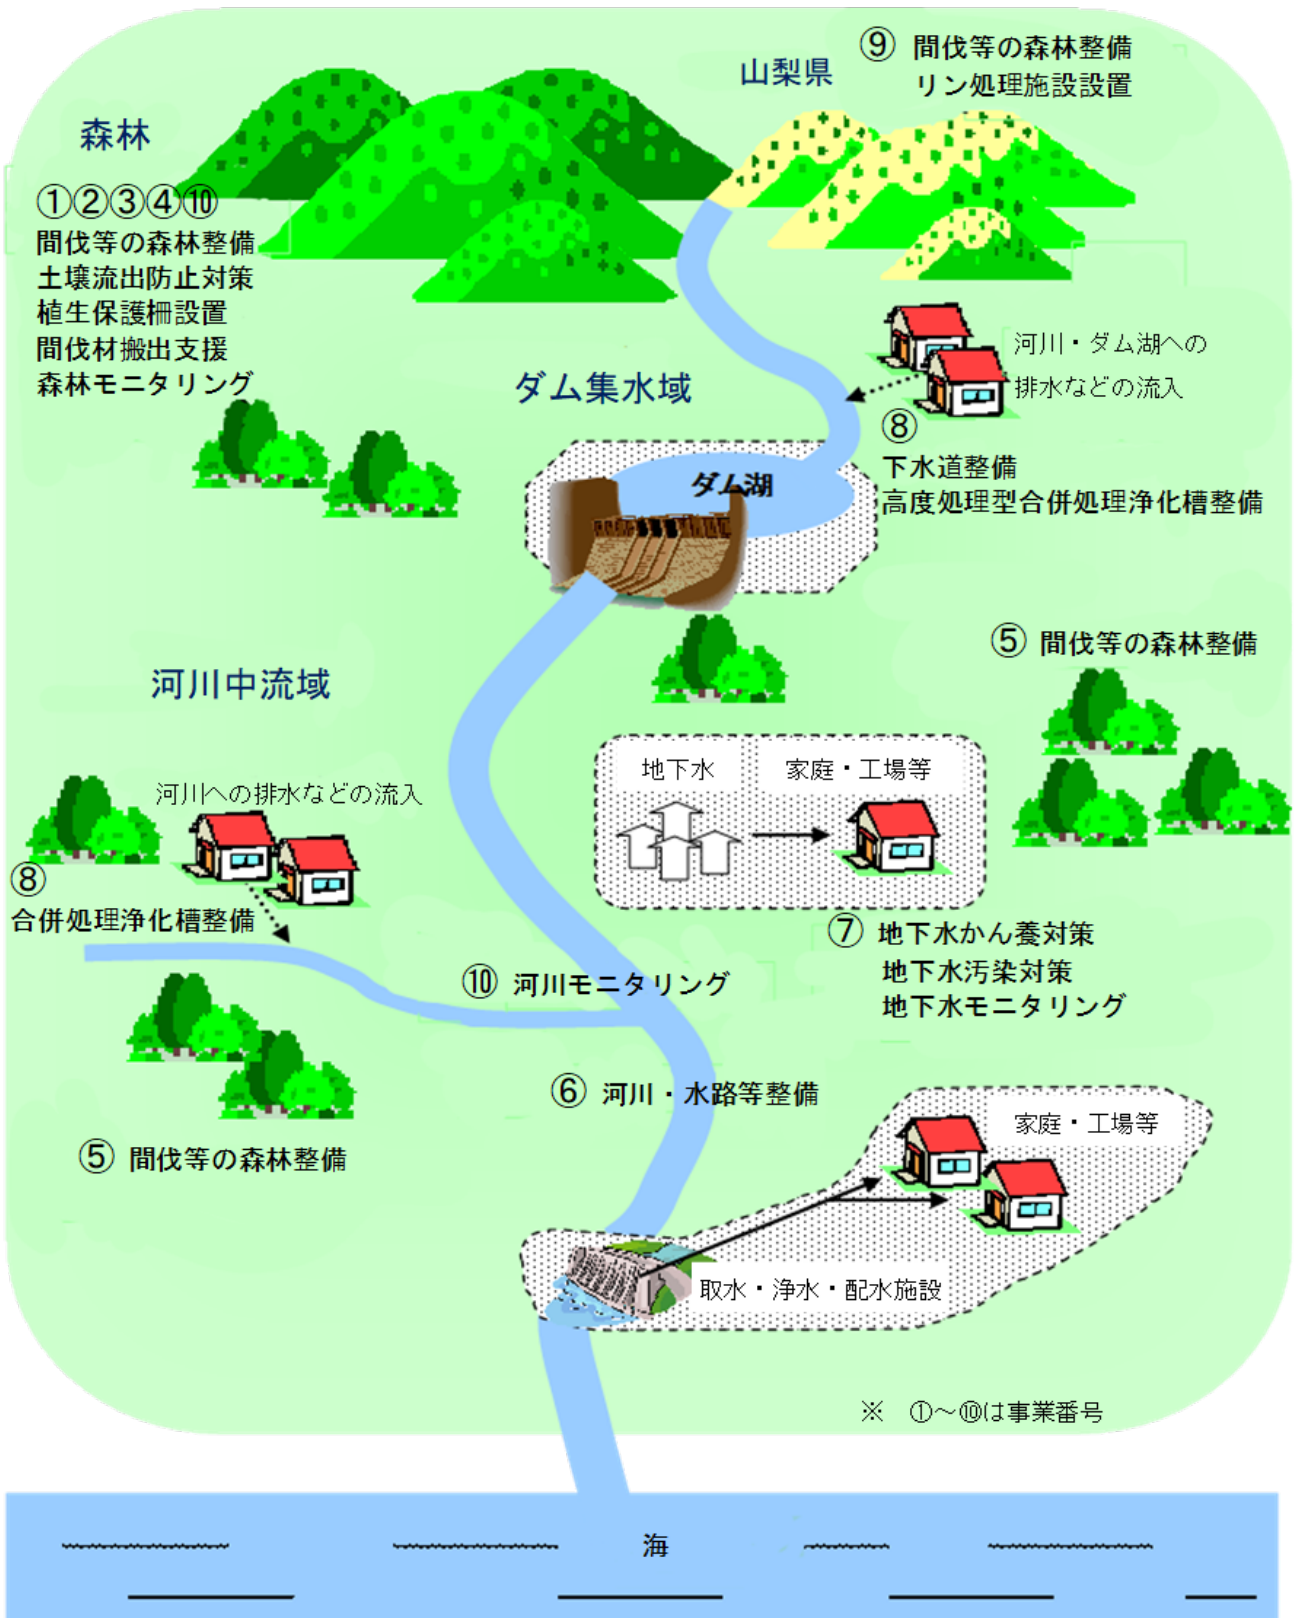 ⑨ 間伐等の森林整備
リン処理施設設置
山梨県
森林
①②③④⑩
間伐等の森林整備
土壌流出防止対策
植生保護柵設置
間伐材搬出支援
森林モニタリング
河川・ダム湖への
排水などの流入
ダム集水域
⑧
下水道整備
高度処理型合併処理浄化槽整備
ダム湖
⑤ 間伐等の森林整備
河川中流域
地下水
家庭・工場等
河川への排水などの流入
⑧
合併処理浄化槽整備
⑦ 地下水かん養対策
地下水汚染対策
地下水モニタリング
⑩ 河川モニタリング
⑥ 河川・水路等整備
家庭・工場等
⑤ 間伐等の森林整備
取水・浄水・配水施設
※ ①～⑩は事業番号
海